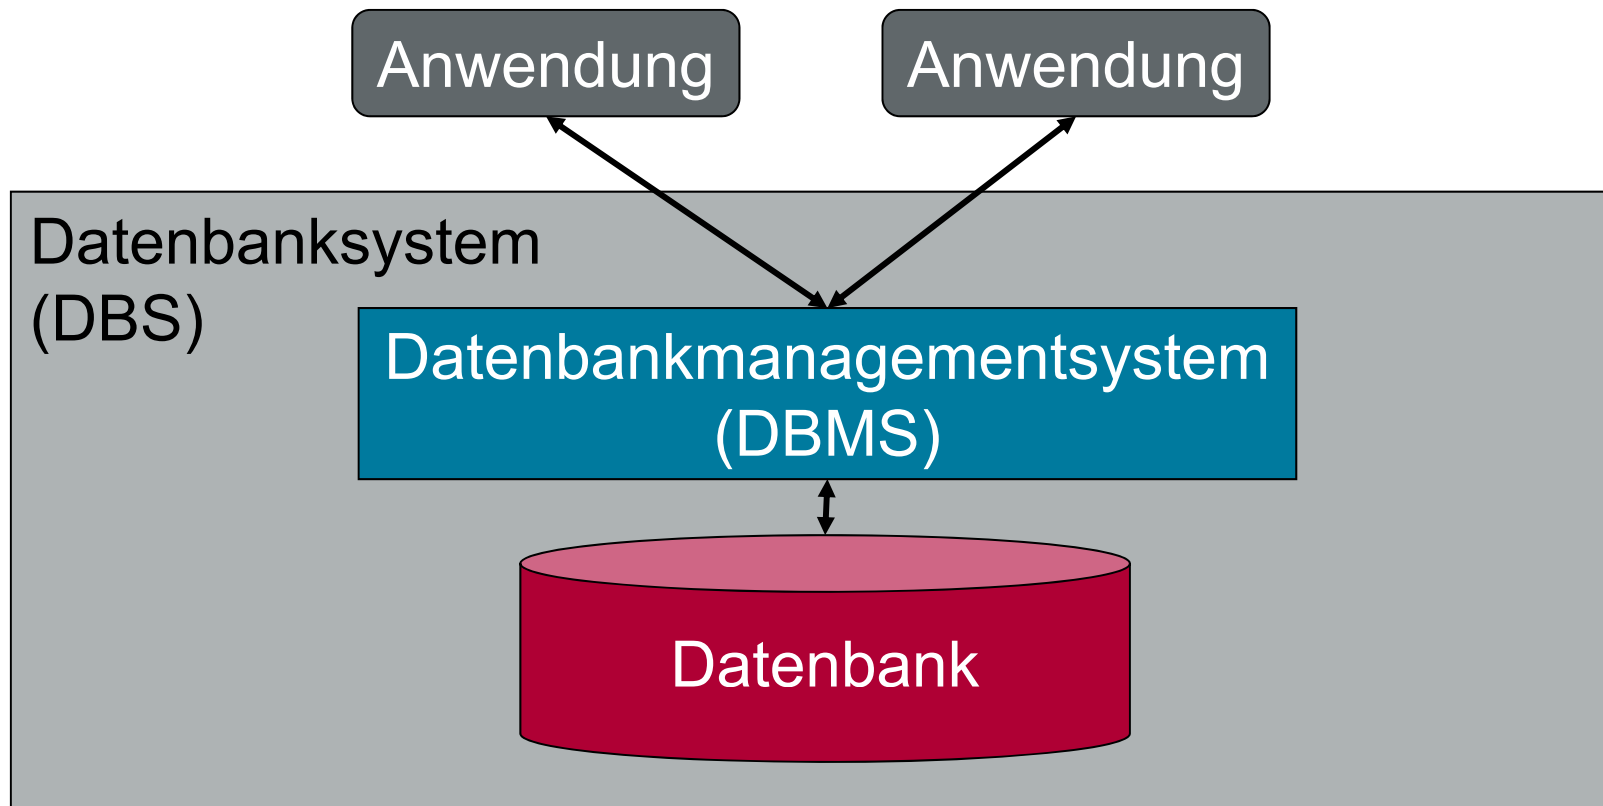 Anwendung
Anwendung
Datenbanksystem
(DBS)
Datenbankmanagementsystem
(DBMS)
Datenbank